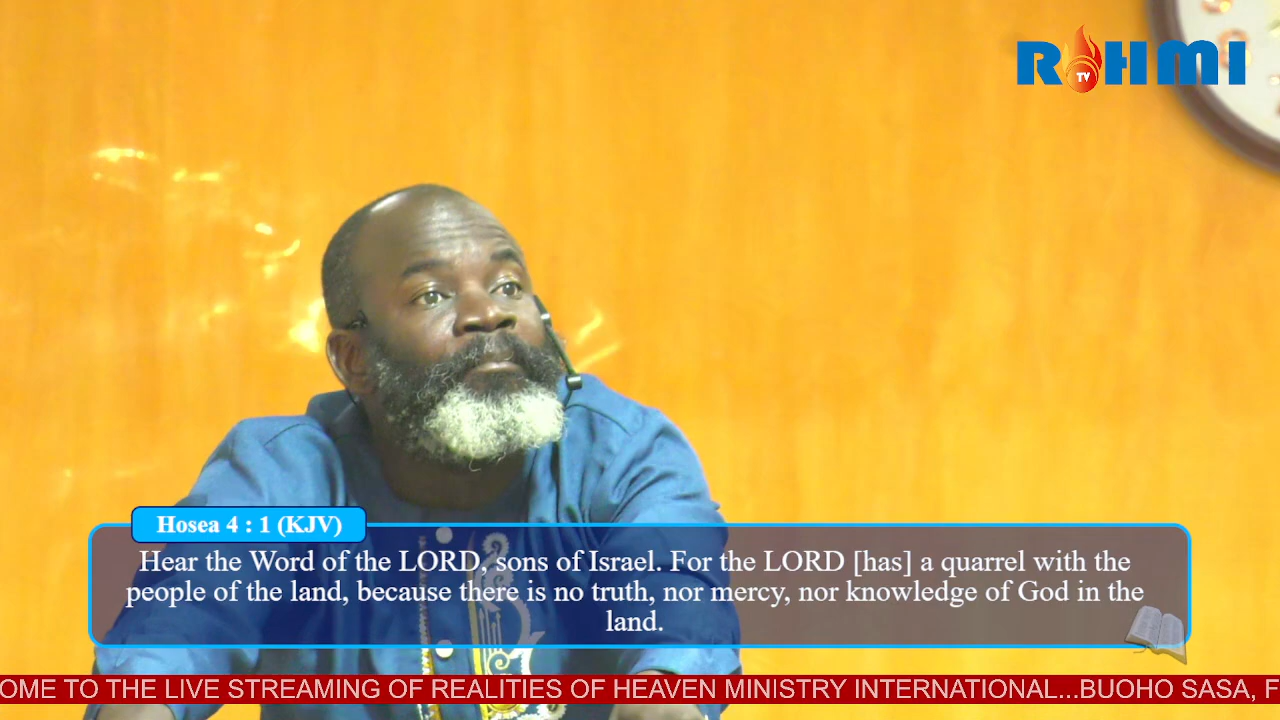 ROHMI
TV
Hosea 4 : 1 (KJV)
Hear the Word of the LORD, sons of Israel. For the LORD [has] a quarrel with the
people of the land, because there is no truth, nor mercy, nor knowledge of God in the
land.
OME TO THE LIVE STREAMING OF REALITIES OF HEAVEN MINISTRY INTERNATIONAL...BUOHO SASA, F